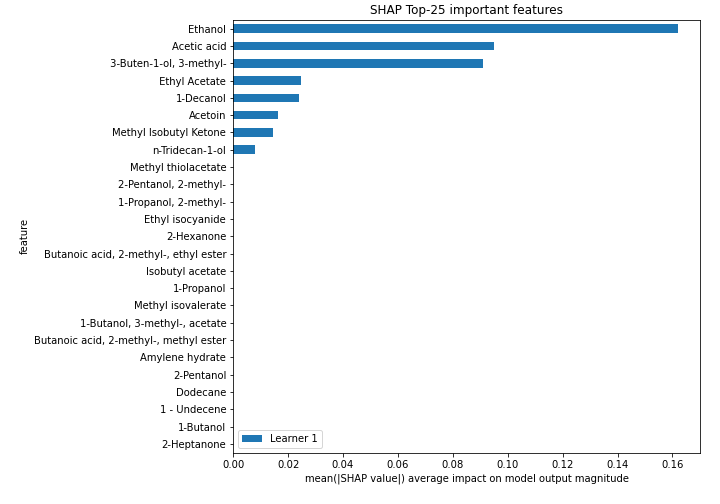 SHAP Top-25 important features
Ethanol
Acetic acid
3-Buten-1-ol, 3-methyl-
Ethyl Acetate
1-Decanol
Acetoin
Methyl Isobutyl Ketone
n-Tridecan-1-ol
Methyl thiolacetate
2-Pentanol, 2-methyl-
1-Propanol, 2-methyl-
Ethyl isocyanide
2-Hexanone
Butanoic acid, 2-methyl-, ethyl ester
Isobutyl acetate
1-Propanol
Methyl isovalerate
1-Butanol, 3-methyl-, acetate
Butanoic acid, 2-methyl-, methyl ester
Amylene hydrate
2-Pentanol
Dodecane
1 - Undecene
1-Butanol
2-Heptanone
feature
Learner 1
0.00 0.02 0.04 0.06 0.08 0.10 0.12 0.14 0.16
mean(|SHAP value|) average impact on model output magnitude